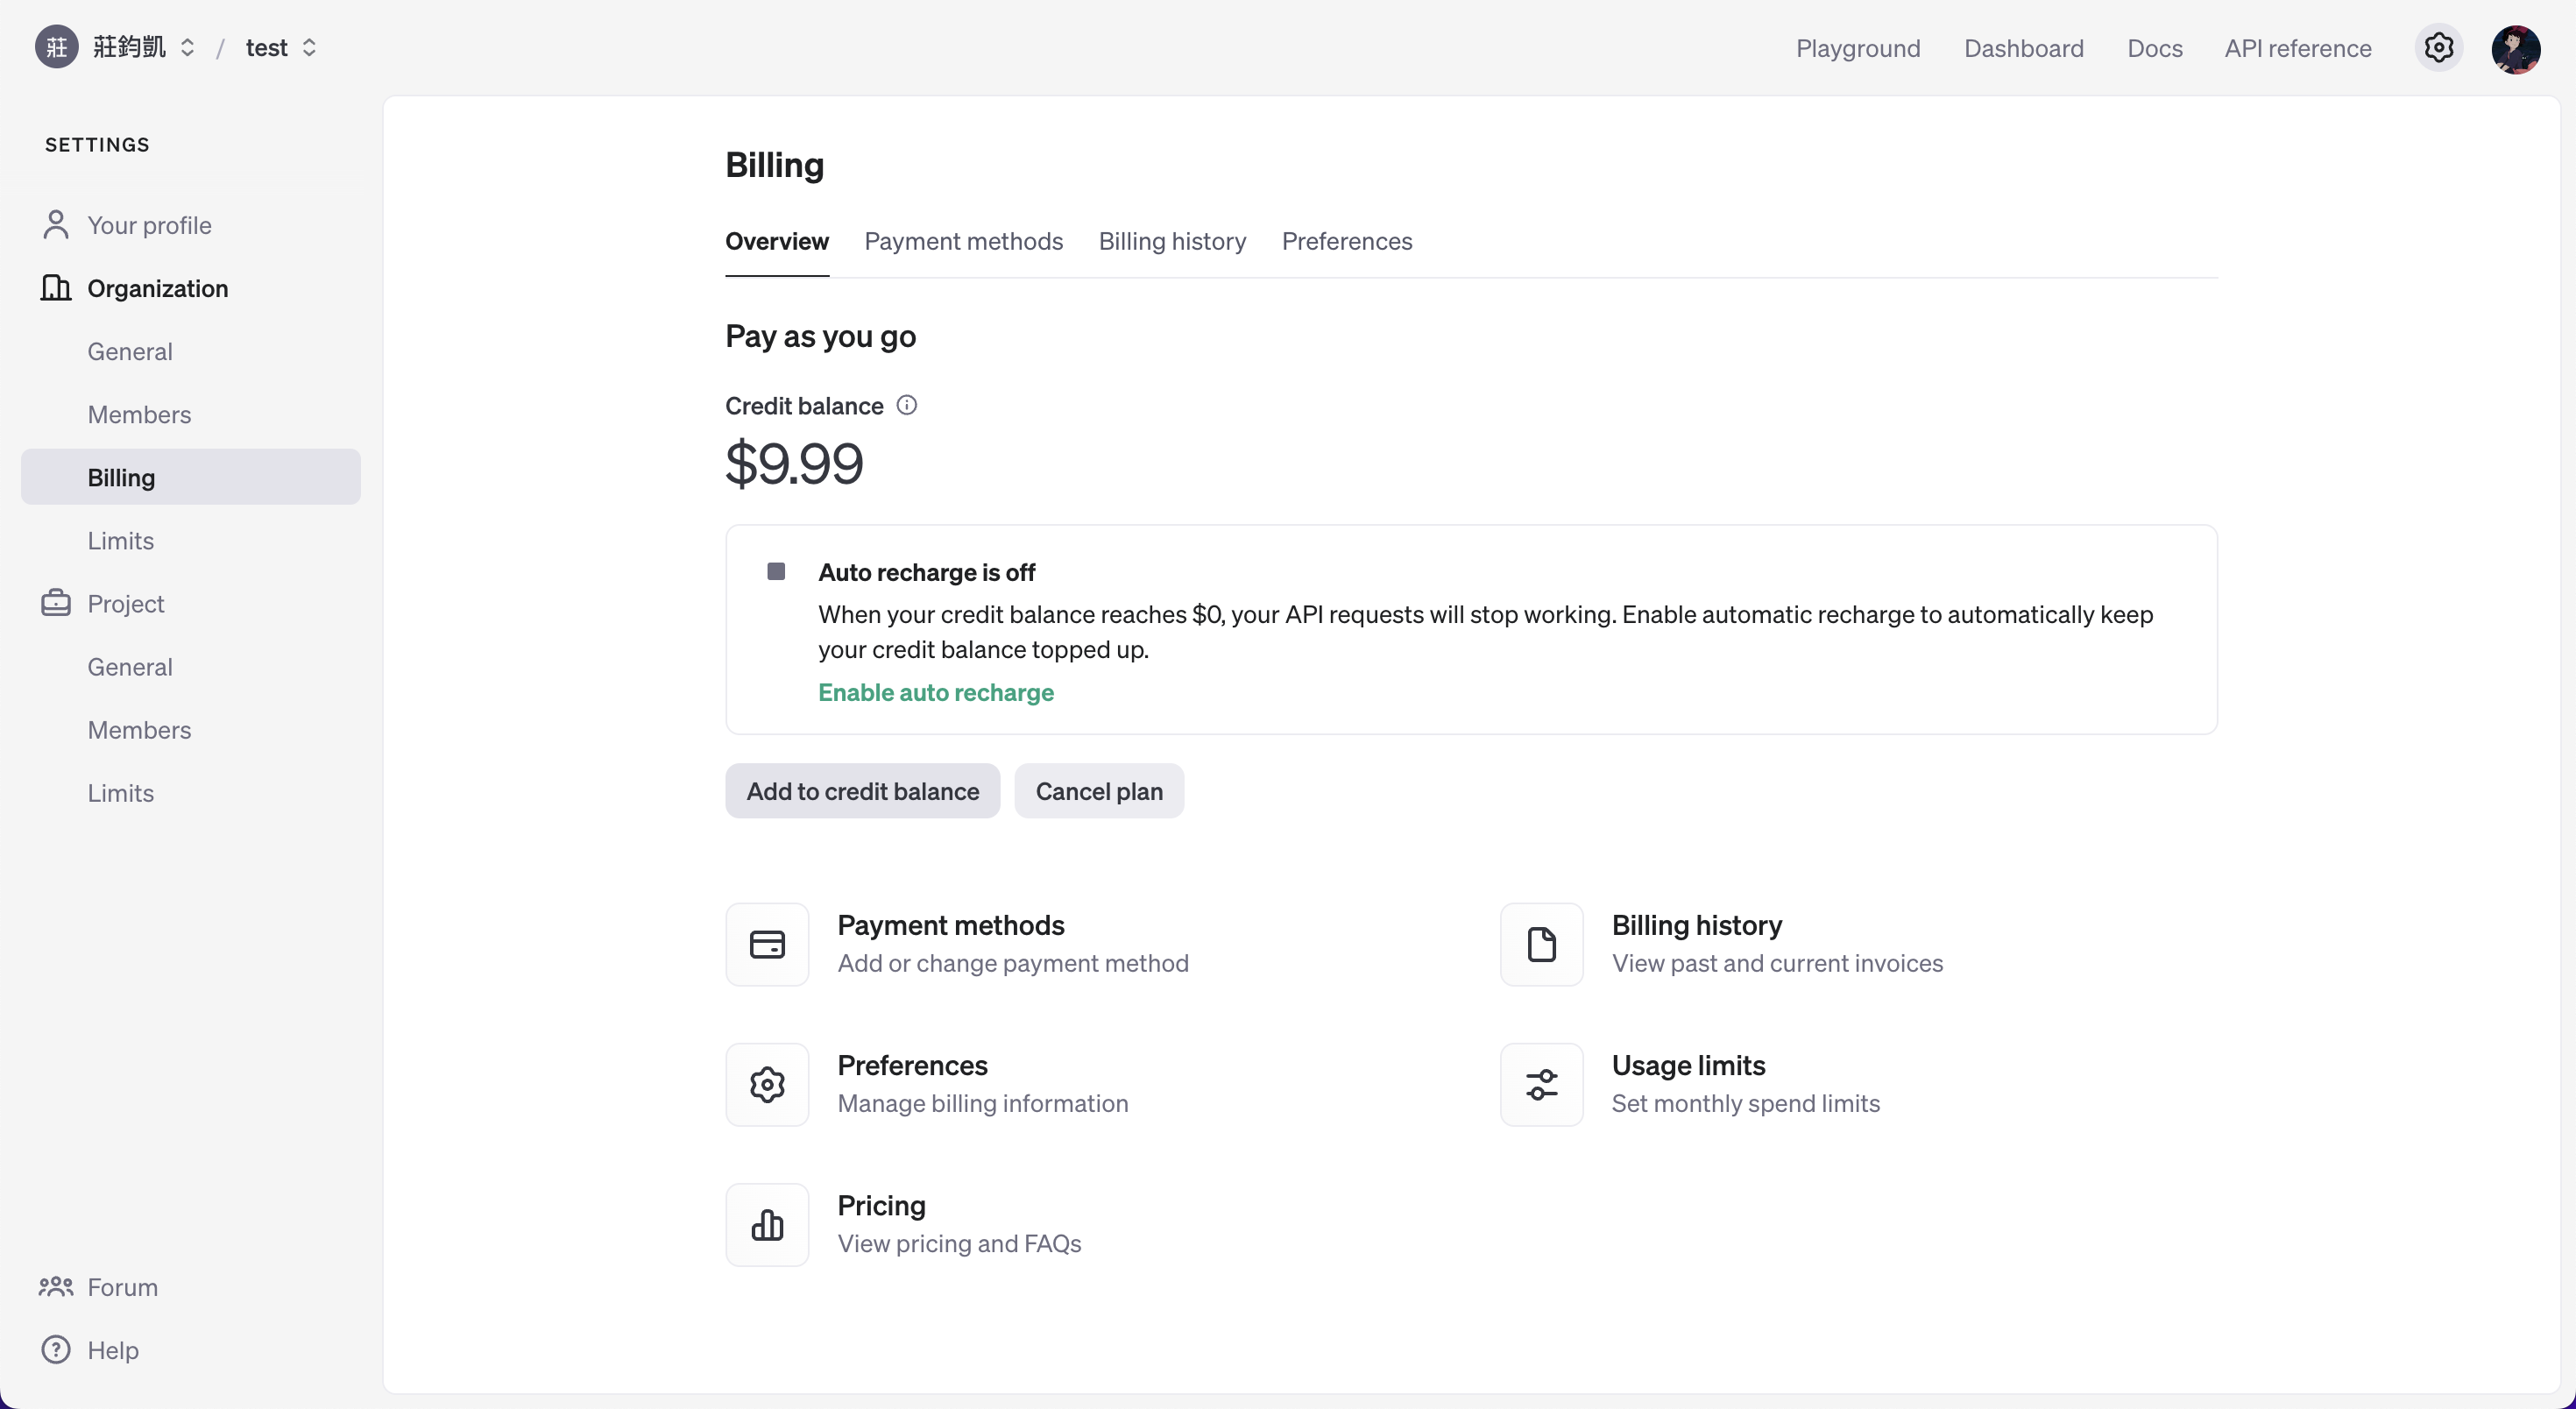 莊 莊鈞凱 / test
Playground Dashboard Docs API reference
SETTINGS
Your profile
Organization
General
Members
Billing
Limits
Project
General
Members
Limits
Forum
Help
Billing
Overview Payment methods Billing history Preferences
Pay as you go
Credit balance
$9.99
Auto recharge is off
When your credit balance reaches $0, your API requests will stop working. Enable automatic recharge to automatically keep
your credit balance topped up.
Enable auto recharge
Add to credit balance Cancel plan
Payment methods
Add or change payment method
Billing history
View past and current invoices
Preferences
Manage billing information
Usage limits
Set monthly spend limits
Pricing
View pricing and FAQs